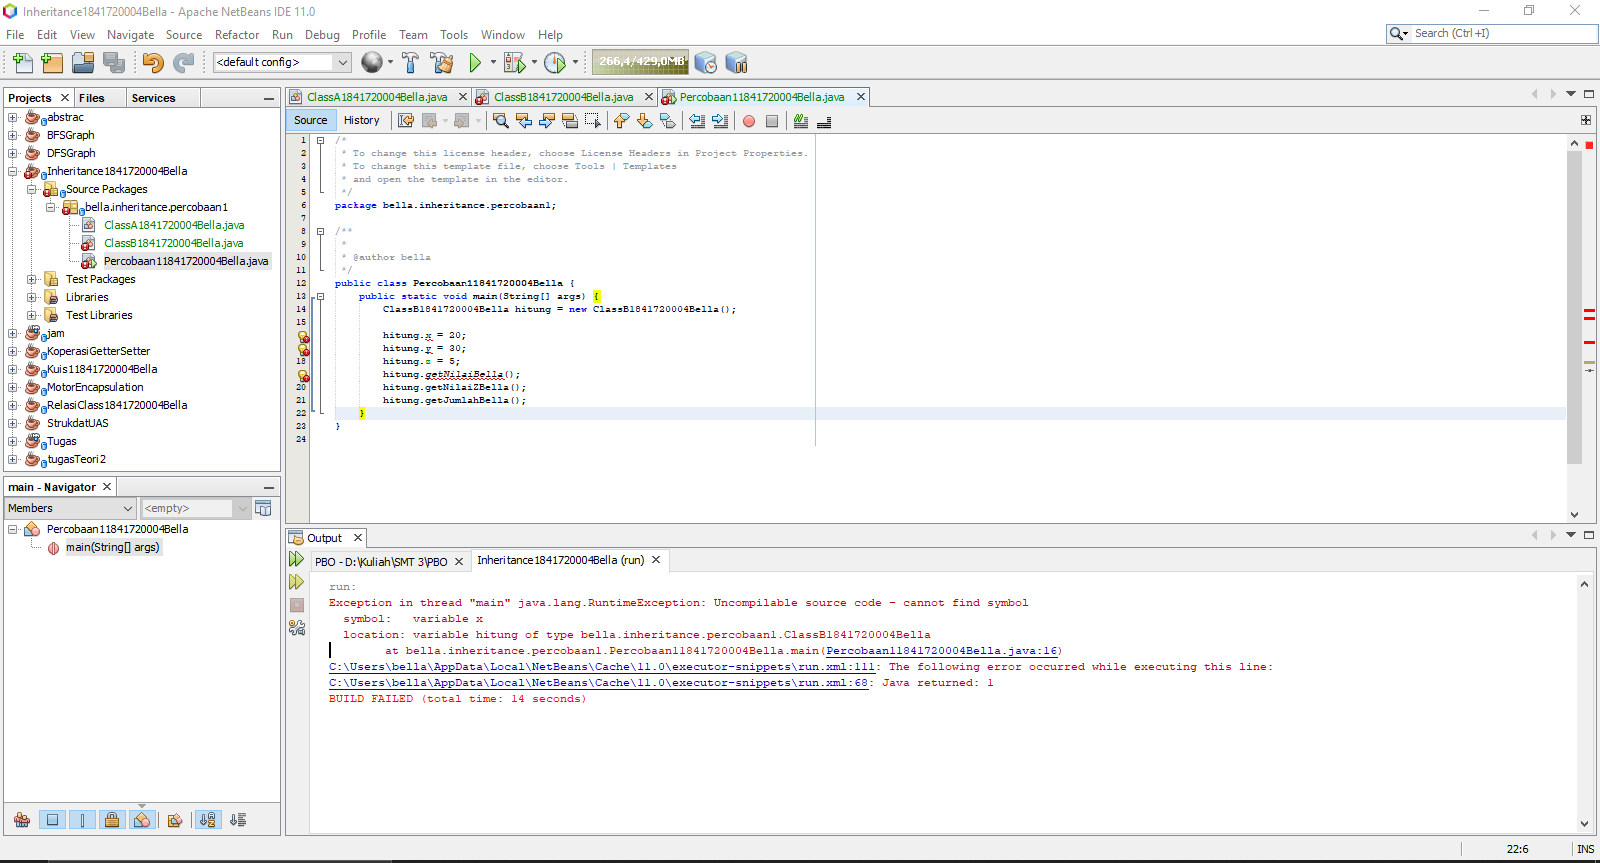 Inheritance1841720004Bella - Apache NetBeans IDE 11.0
File Edit View Navigate Source Refactor Run Debug Profile Team Tools Window Help
Search (Ctrl+I)
<default config>
266,4/429,0MB
Projects Files Services
abstrac
BFSGraph
DFSGraph
Inheritance1841720004Bella
Source Packages
bella.inheritance.percobaan1
ClassA1841720004Bella.java
ClassB1841720004Bella.java
Percobaan11841720004Bella.java
Test Packages
Libraries
Test Libraries
jam
KoperasiGetterSetter
Kuis11841720004Bella
MotorEncapsulation
RelasiClass1841720004Bella
StrukdatUAS
Tugas
tugasTeori2
main - Navigator
Members <empty>
Percobaan11841720004Bella
main(String[] args)
ClassA1841720004Bella.java ClassB1841720004Bella.java Percobaan11841720004Bella.java
Source History
1 /*
2 * To change this license header, choose License Headers in Project Properties.
3 * To change this template file, choose Tools | Templates
4 * and open the template in the editor.
5 */
6 package bella.inheritance.percobaan1;
7
8 /**
9 *
10 * @author bella
11 */
12 public class Percobaan11841720004Bella {
13 public static void main(String[] args) {
14 ClassB1841720004Bella hitung = new ClassB1841720004Bella();
15
hitung.x = 20;
hitung.y = 30;
18 hitung.z = 5;
hitung.getNilaiBella();
20 hitung.getNilaiZBella();
21 hitung.getJumlahBella();
22 }
23 }
24
Output
PBO - D:\Kuliah\SMT 3\PBO Inheritance1841720004Bella (run)
run:
Exception in thread "main" java.lang.RuntimeException: Uncompilable source code - cannot find symbol
symbol: variable x
location: variable hitung of type bella.inheritance.percobaan1.ClassB1841720004Bella
at bella.inheritance.percobaan1.Percobaan11841720004Bella.main(Percobaan11841720004Bella.java:16)
C:\Users\bella\AppData\Local\NetBeans\Cache\11.0\executor-snippets\run.xml:111: The following error occurred while executing this line:
C:\Users\bella\AppData\Local\NetBeans\Cache\11.0\executor-snippets\run.xml:68: Java returned: 1
BUILD FAILED (total time: 14 seconds)
22:6 INS